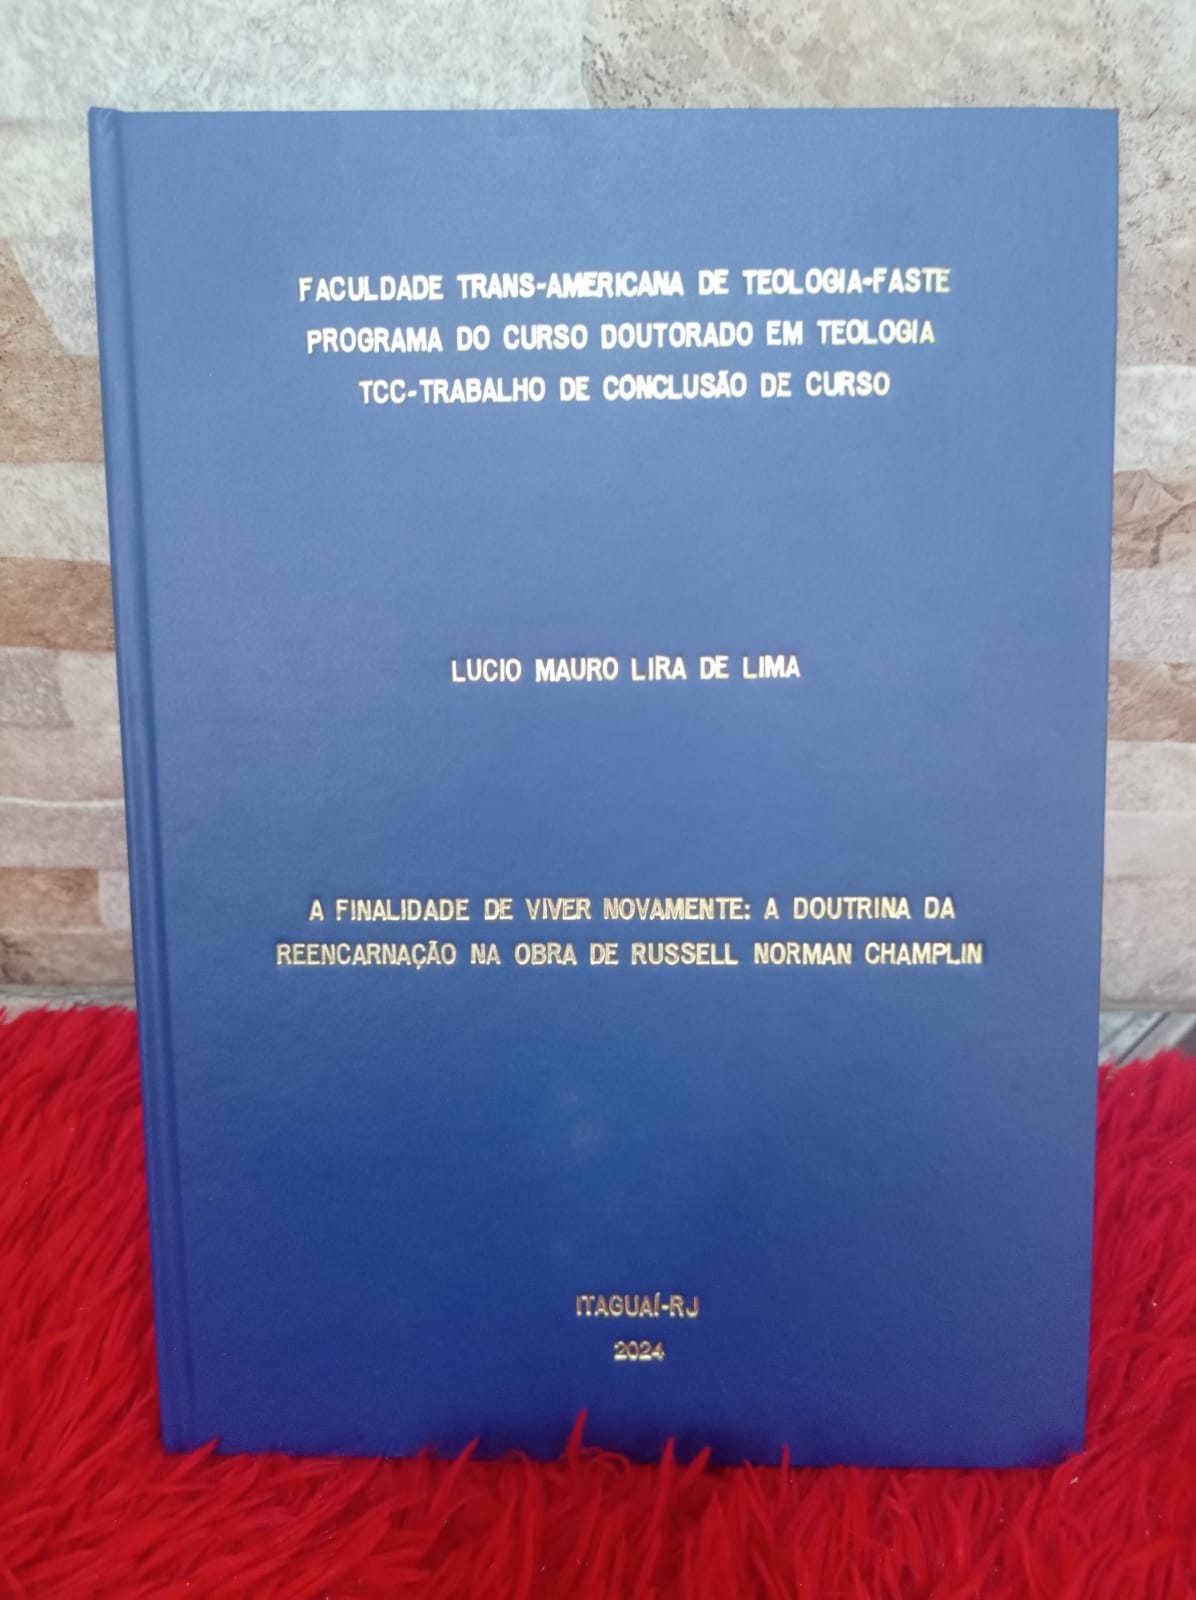 FACULDADE TRANS-AMERICANA DE TEOLOGIA-FASTE
PROGRAMA DO CURSO DOUTORADO EM TEOLOGIA
TCC-TRABALHO DE CONCLUSÃO DE CURSO
LUCIO MAURO LIRA DE LIMA
A FINALIDADE DE VIVER NOVAMENTE: A DOUTRINA DA
REENCARNAÇÃO NA OBRA DE RUSSELL NORMAN CHAMPLIN
ITAGUAÍ-RJ
2024